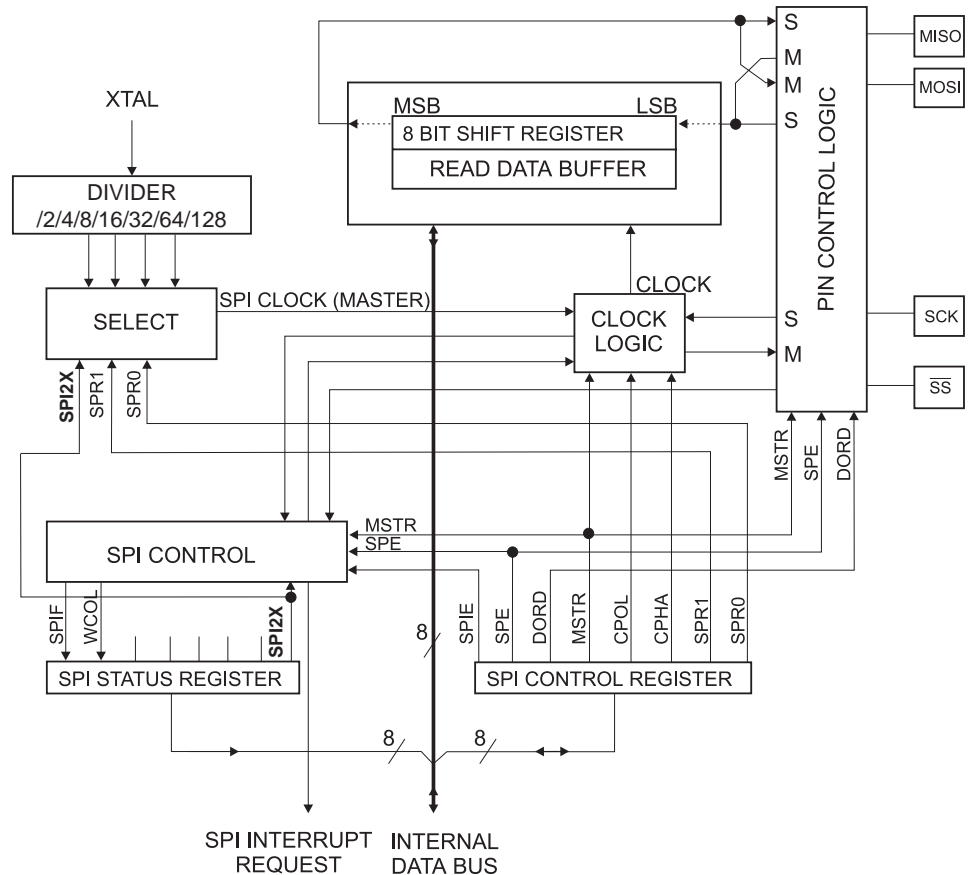 S
MISO
M
M
MOSI
XTAL
MSB
LSB
S
8 BIT SHIFT REGISTER
READ DATA BUFFER
PIN CONTROL LOGIC
DIVIDER
/2/4/8/16/32/64/128
SPI CLOCK (MASTER)
CLOCK
SELECT
CLOCK
LOGIC
S
SCK
M
SS
SPI2X
SPR1
SPR0
MSTR
SPE
DORD
MSTR
SPE
SPI CONTROL
SPIF
WCOL
SPI2X
8
SPIE
SPE
DORD
MSTR
CPOL
CPHA
SPR1
SPR0
SPI STATUS REGISTER
SPI CONTROL REGISTER
8
8
SPI INTERRUPT
REQUEST
INTERNAL
DATA BUS